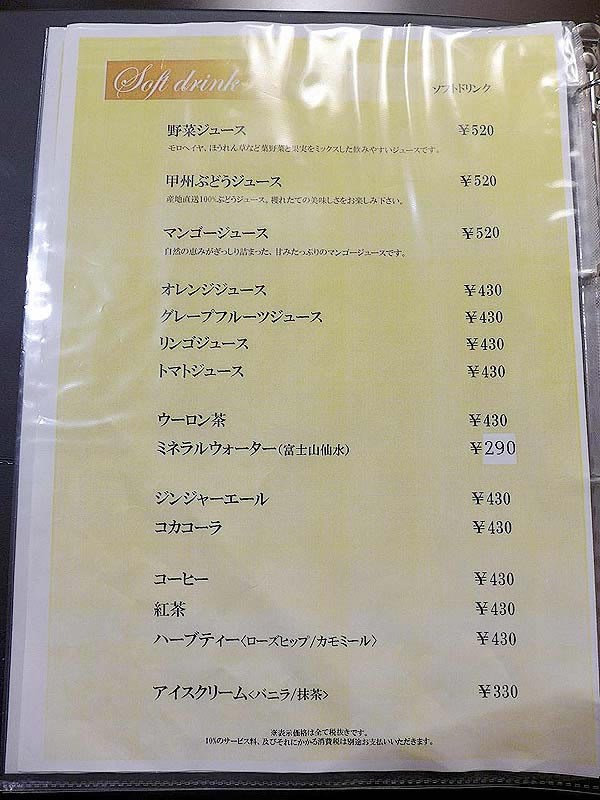 Soft drink ソフトドリンク
野菜ジュース ¥520
モロヘイヤ、ほうれん草など葉野菜と果実をミックスした飲みやすいジュースです。
甲州ぶどうジュース ¥520
産地直送100%ぶどうジュース。穫れたての美味しさをお楽しみ下さい。
マンゴージュース ¥520
自然の恵みがぎっしり詰まった、甘みたっぷりのマンゴージュースです。
オレンジジュース ¥430
グレープフルーツジュース ¥430
リンゴジュース ¥430
トマトジュース ¥430
ウーロン茶 ¥430
ミネラルウォーター(富士山仙水) ¥290
ジンジャーエール ¥430
コカコーラ ¥430
コーヒー ¥430
紅茶 ¥430
ハーブティー〈ローズヒップ/カモミール〉 ¥430
アイスクリーム〈バニラ/抹茶〉 ¥330
※表示価格は全て税抜きです。
10%のサービス料、及びそれにかかる消費税は別途お支払いいただきます。